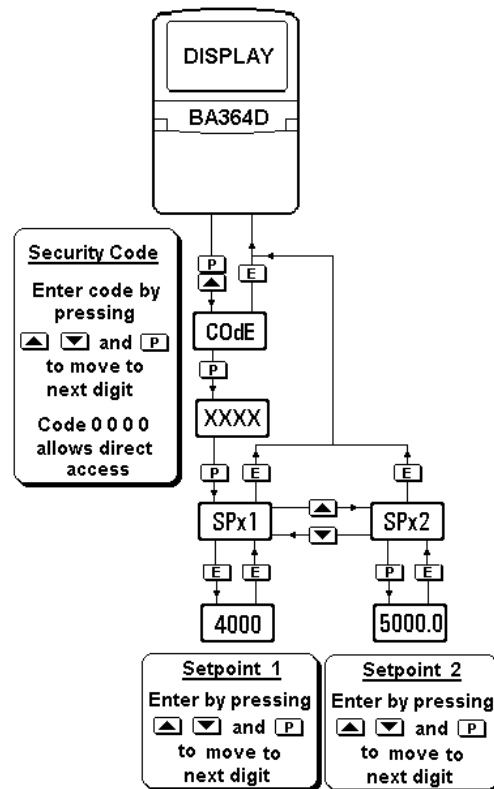 DISPLAY
BA364D
Security Code
Enter code by
pressing
▲ ▼ and P
to move to
next digit
Code 0 0 0 0
allows direct
access
P
▲
E
COdE
P
XXXX
P
E
E
SPx1
▲
▼
SPx2
E
E
P
E
4000
5000.0
Setpoint 1
Enter by pressing
▲ ▼ and P
to move to
next digit
Setpoint 2
Enter by pressing
▲ ▼ and P
to move to
next digit